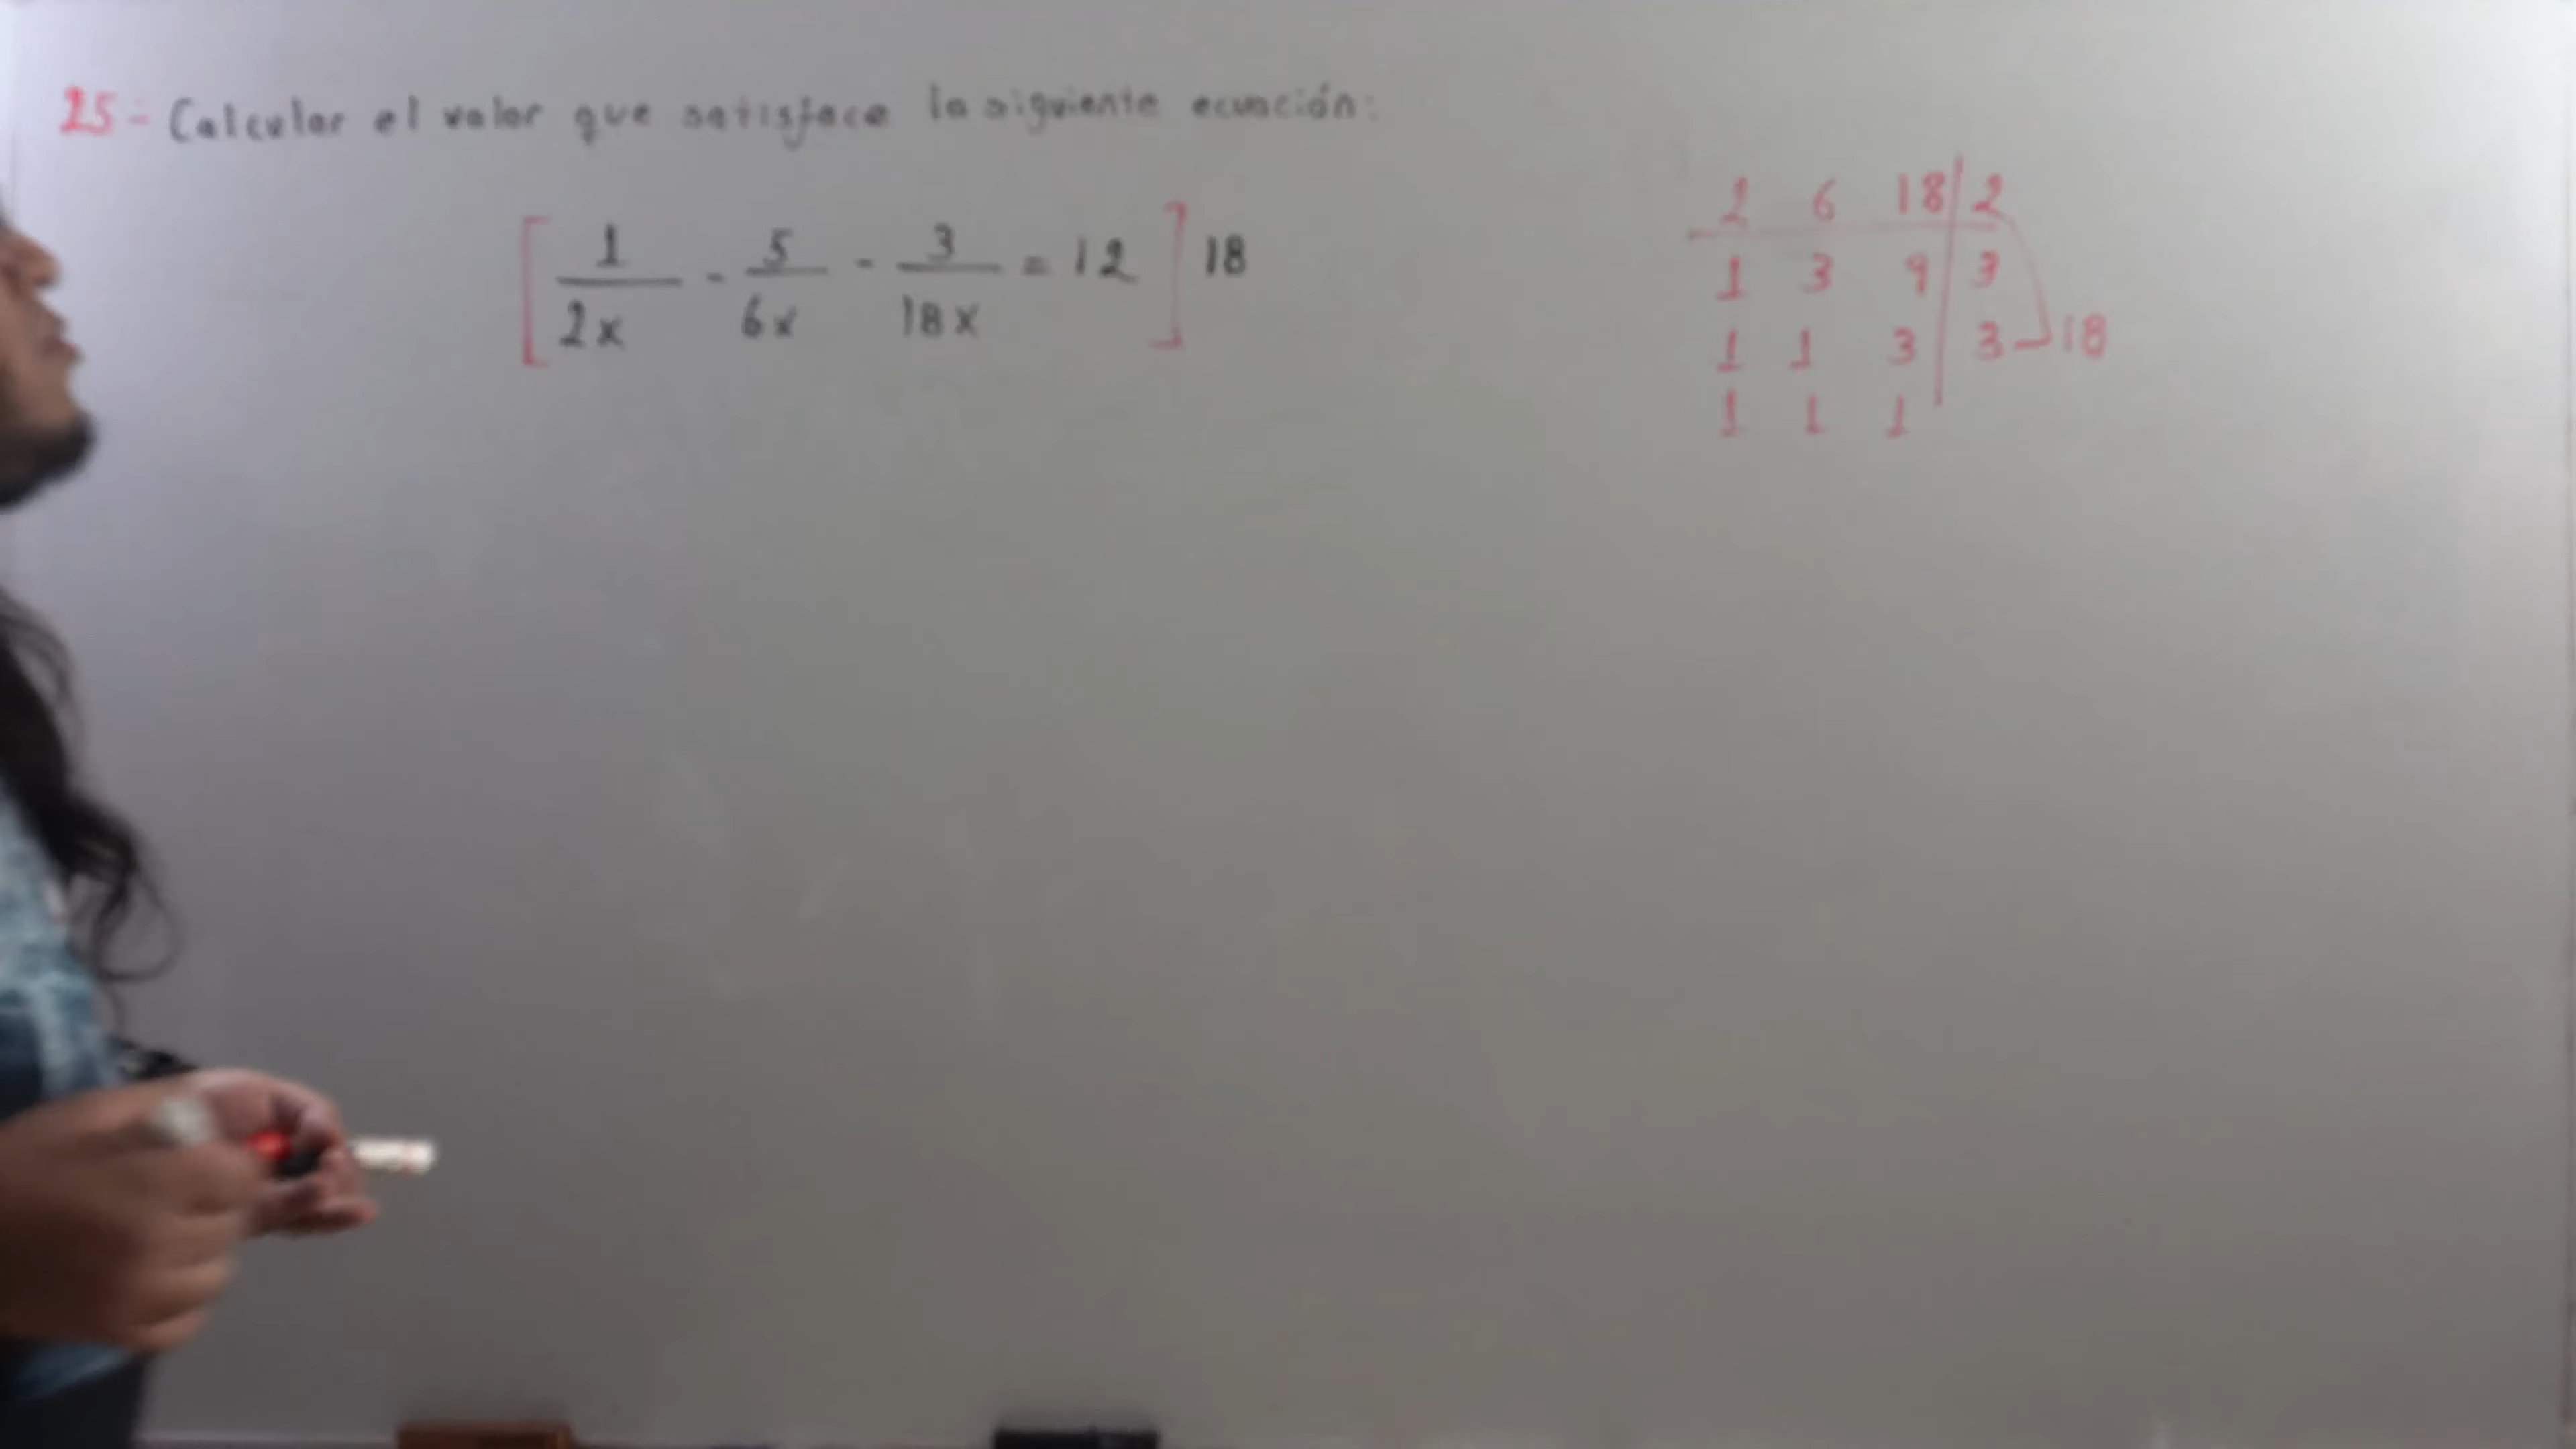 25= Calcular el valor que satisface la siguiente ecuación:
[ 1/2x - 5/6x - 3/18x = 12 ] 18
2 6 18 | 2
1 3 9 | 3
1 1 3 | 3 18
1 1 1